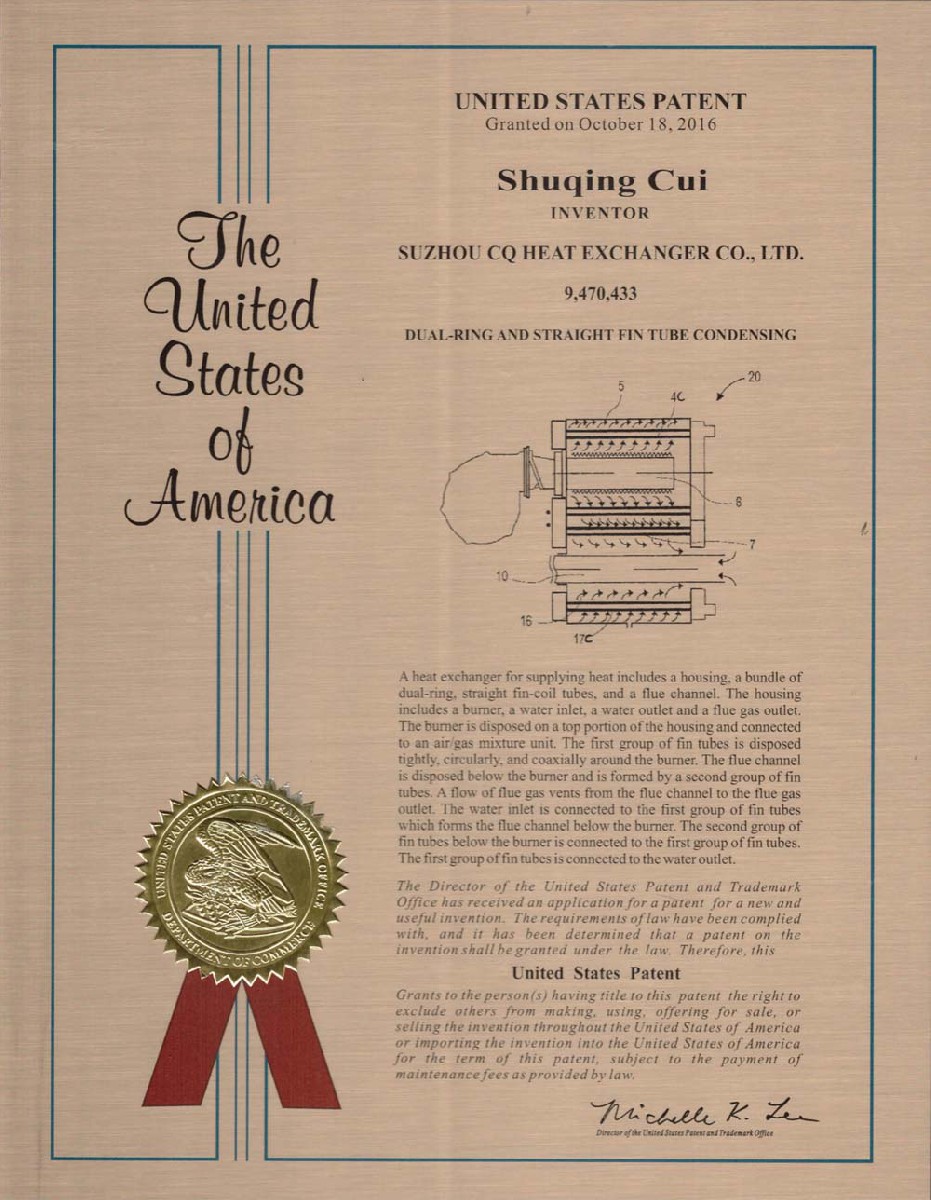 The
United
States
of
America
UNITED STATES PATENT
Granted on October 18, 2016
Shuqing Cui
INVENTOR
SUZHOU CQ HEAT EXCHANGER CO., LTD.
9,470,433
DUAL-RING AND STRAIGHT FIN TUBE CONDENSING
20
5
4C
6
7
10
16
17C
A heat exchanger for supplying heat includes a housing, a bundle of
dual-ring, straight fin-coil tubes, and a flue channel. The housing
includes a burner, a water inlet, a water outlet and a flue gas outlet.
The burner is disposed on a top portion of the housing and connected
to an air/gas mixture unit. The first group of fin tubes is disposed
tightly, circularly, and coaxially around the burner. The flue channel
is disposed below the burner and is formed by a second group of fin
tubes. A flow of flue gas vents from the flue channel to the flue gas
outlet. The water inlet is connected to the first group of fin tubes
which forms the flue channel below the burner. The second group of
fin tubes below the burner is connected to the first group of fin tubes.
The first group of fin tubes is connected to the water outlet.
The Director of the United States Patent and Trademark
Office has received an application for a patent for a new and
useful invention. The requirements of law have been complied
with, and it has been determined that a patent on the
invention shall be granted under the law. Therefore, this
United States Patent
Grants to the person(s) having title to this patent the right to
exclude others from making, using, offering for sale, or
selling the invention throughout the United States of America
or importing the invention into the United States of America
for the term of this patent, subject to the payment of
maintenance fees as provided by law.
Michelle K. Lee
Director of the United States Patent and Trademark Office
UNITED STATES PATENT AND TRADEMARK OFFICE
DEPARTMENT OF COMMERCE